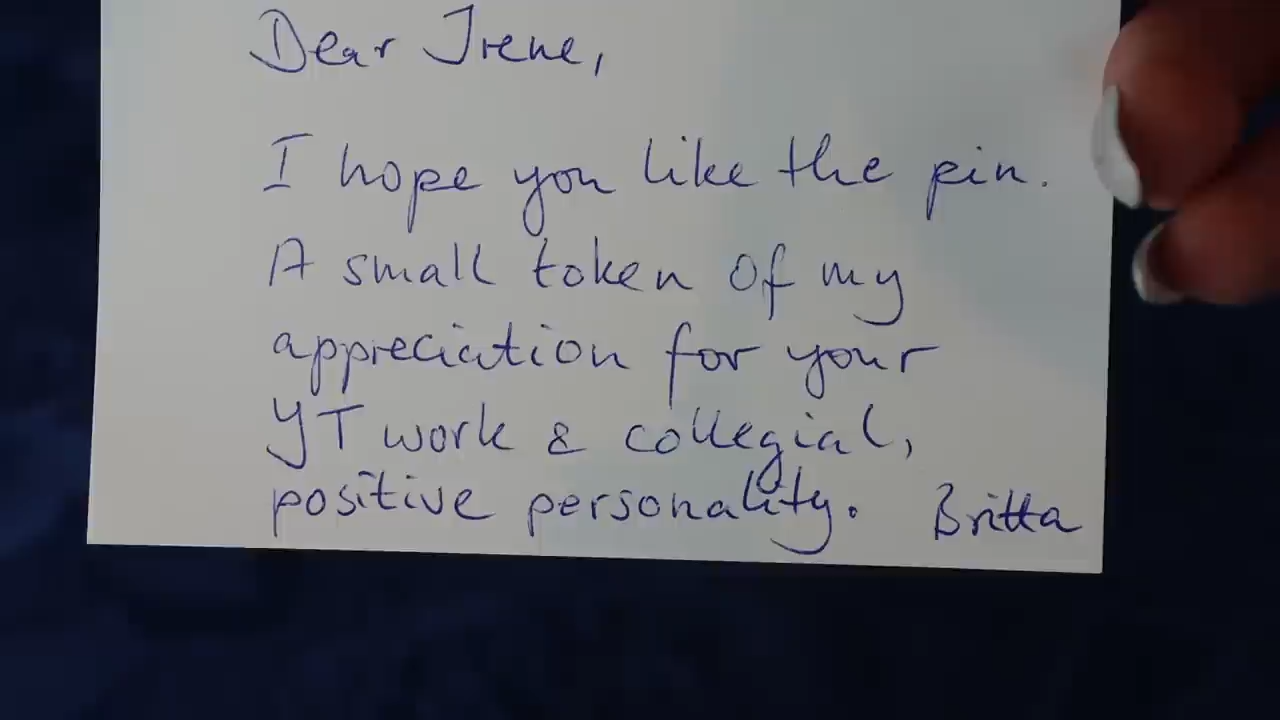 Dear Irene,
I hope you like the pin.
A small token of my
appreciation for your
YT work & collegial,
positive personality. Britta